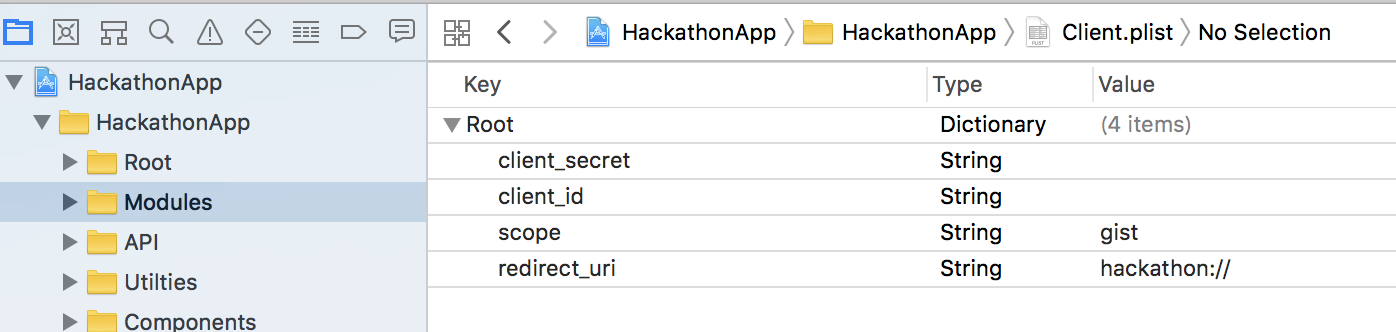 HackathonApp HackathonApp Client.plist No Selection
HackathonApp
HackathonApp
Root
Modules
API
Utilties
Components
Key Type Value
Root Dictionary (4 items)
client_secret String
client_id String
scope String gist
redirect_uri String hackathon://